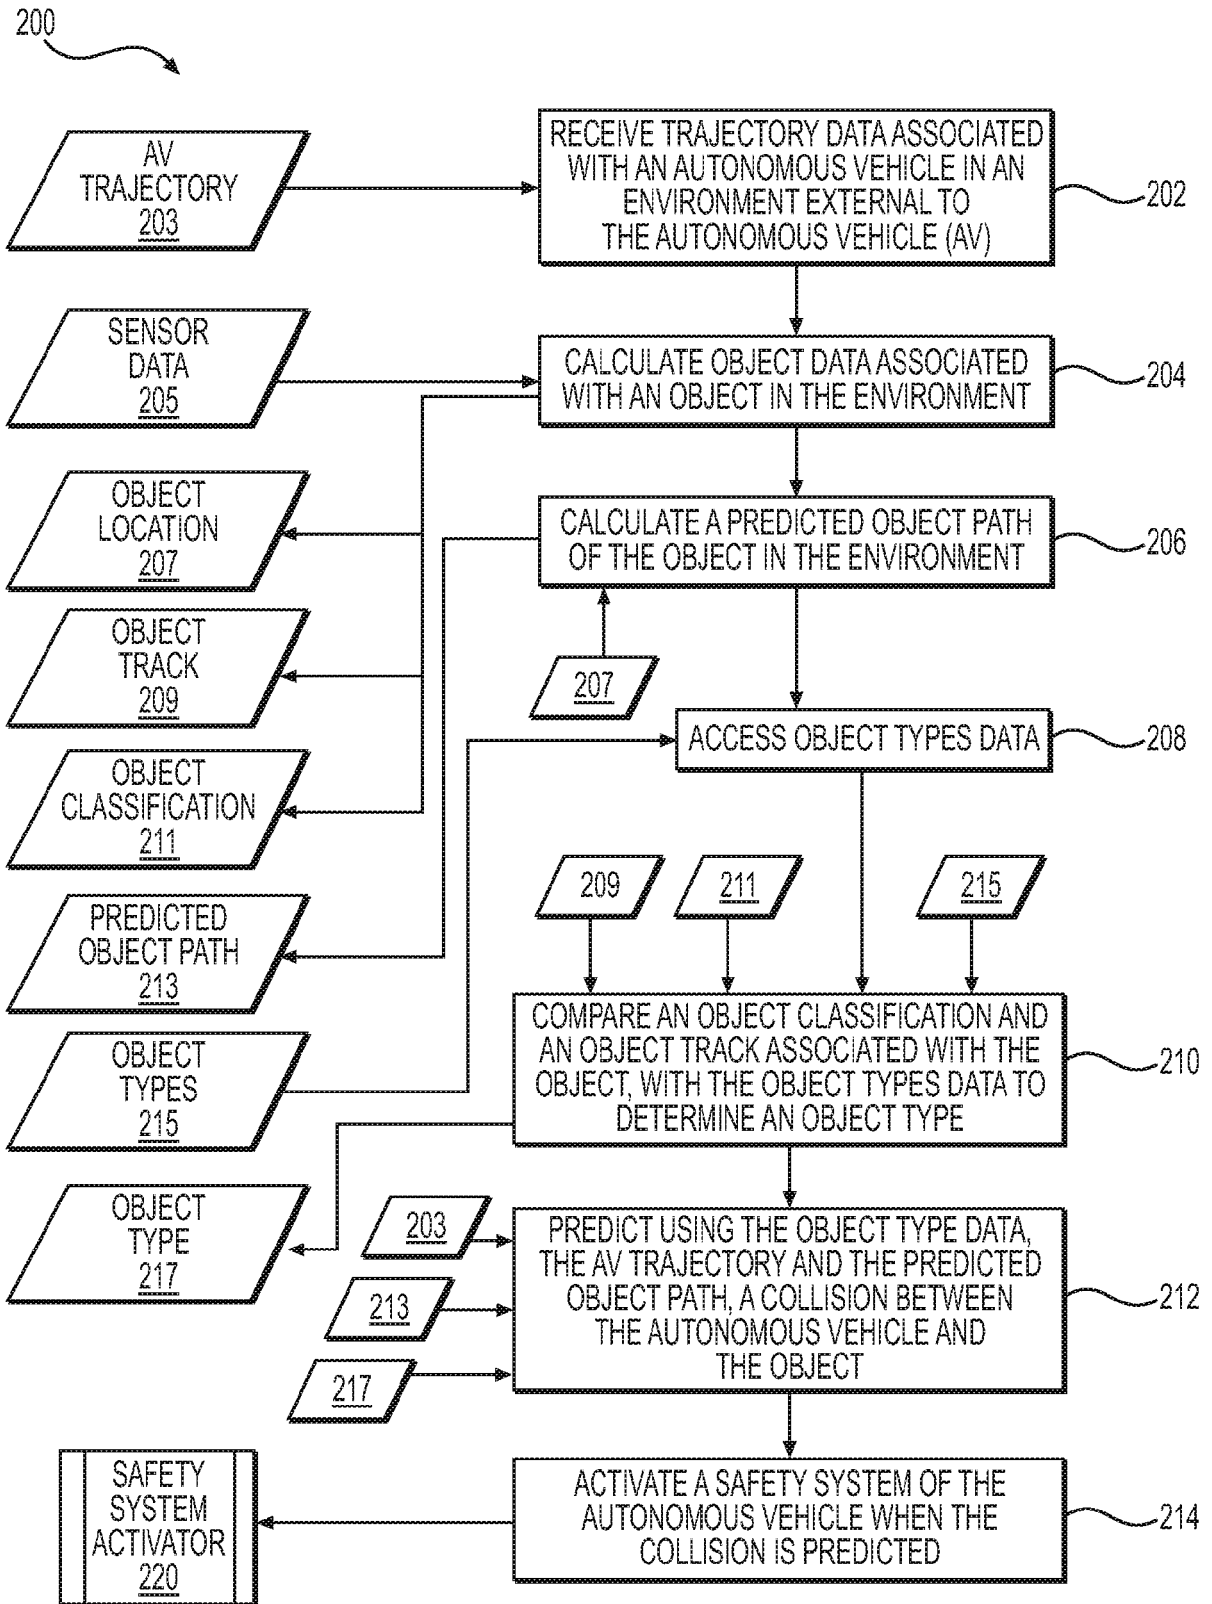 200
AV
TRAJECTORY
203
RECEIVE TRAJECTORY DATA ASSOCIATED
WITH AN AUTONOMOUS VEHICLE IN AN
ENVIRONMENT EXTERNAL TO
THE AUTONOMOUS VEHICLE (AV)
202
SENSOR
DATA
205
CALCULATE OBJECT DATA ASSOCIATED
WITH AN OBJECT IN THE ENVIRONMENT
204
OBJECT
LOCATION
207
CALCULATE A PREDICTED OBJECT PATH
OF THE OBJECT IN THE ENVIRONMENT
206
OBJECT
TRACK
209
207
ACCESS OBJECT TYPES DATA
208
OBJECT
CLASSIFICATION
211
209
211
215
PREDICTED
OBJECT PATH
213
COMPARE AN OBJECT CLASSIFICATION AND
AN OBJECT TRACK ASSOCIATED WITH THE
OBJECT, WITH THE OBJECT TYPES DATA TO
DETERMINE AN OBJECT TYPE
210
OBJECT
TYPES
215
OBJECT
TYPE
217
203
213
217
PREDICT USING THE OBJECT TYPE DATA,
THE AV TRAJECTORY AND THE PREDICTED
OBJECT PATH, A COLLISION BETWEEN
THE AUTONOMOUS VEHICLE AND
THE OBJECT
212
SAFETY
SYSTEM
ACTIVATOR
220
ACTIVATE A SAFETY SYSTEM OF THE
AUTONOMOUS VEHICLE WHEN THE
COLLISION IS PREDICTED
214